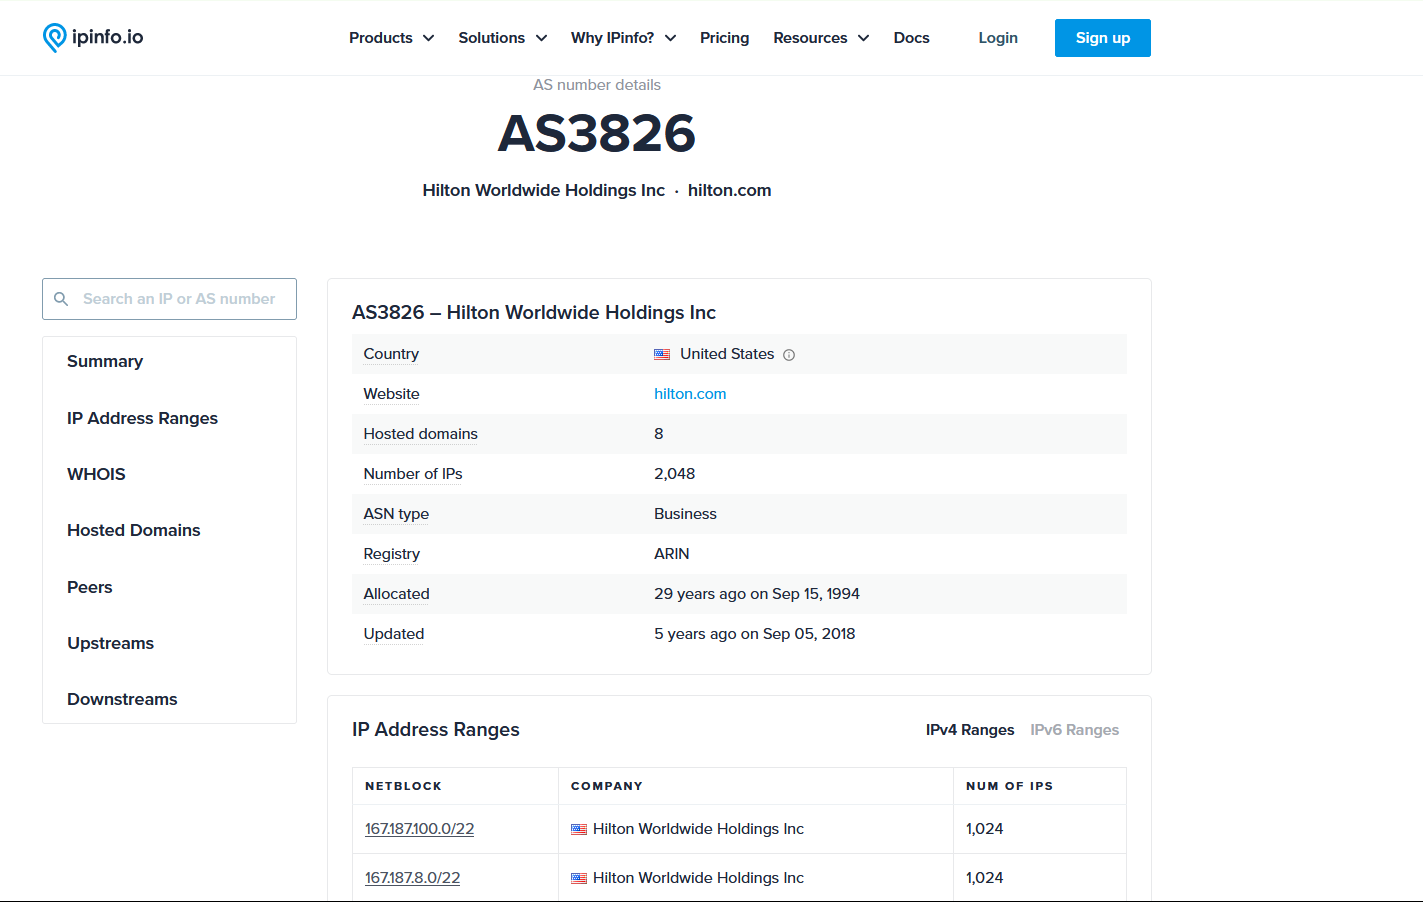 ipinfo.io Products Solutions Why IPinfo? Pricing Resources Docs Login Sign up
AS number details
AS3826
Hilton Worldwide Holdings Inc · hilton.com
Search an IP or AS number
Summary
IP Address Ranges
WHOIS
Hosted Domains
Peers
Upstreams
Downstreams
AS3826 – Hilton Worldwide Holdings Inc
Country United States
Website hilton.com
Hosted domains 8
Number of IPs 2,048
ASN type Business
Registry ARIN
Allocated 29 years ago on Sep 15, 1994
Updated 5 years ago on Sep 05, 2018
IP Address Ranges IPv4 Ranges IPv6 Ranges
NETBLOCK COMPANY NUM OF IPS
167.187.100.0/22 Hilton Worldwide Holdings Inc 1,024
167.187.8.0/22 Hilton Worldwide Holdings Inc 1,024